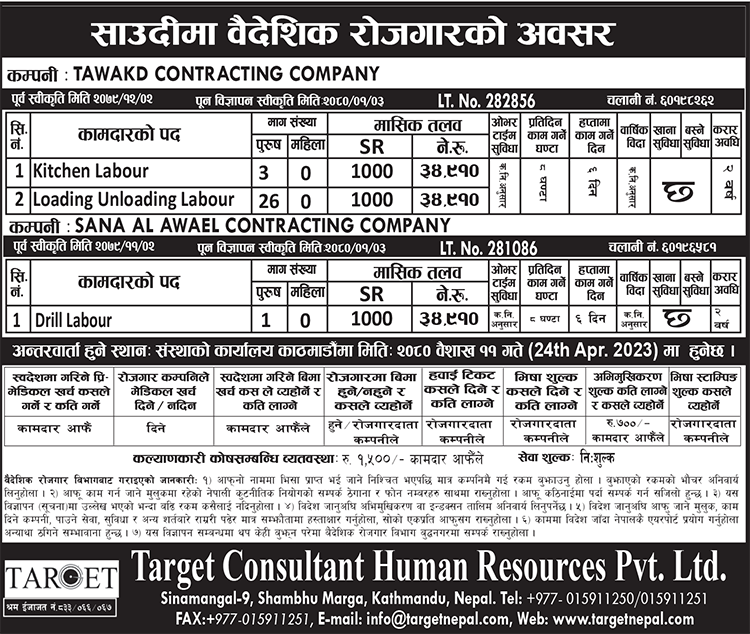 साउदीमा वैदेशिक रोजगारको अवसर
कम्पनी : TAWAKD CONTRACTING COMPANY
पूर्व स्वीकृति मिति २०७९/१२/०२ पून विज्ञापन स्वीकृति मिति:२०८०/०१/०३ LT. No. 282856 चलानी नं. ६०१९८२६२
सि. नं. कामदारको पद माग संख्या पुरुष महिला मासिक तलव SR ने.रु. ओभर टाईम सुविधा प्रतिदिन काम गर्ने घण्टा हप्तामा काम गर्ने दिन वार्षिक विदा खाना सुविधा बस्ने सुविधा करार अवधि
1 Kitchen Labour 3 0 1000 ३४,९१० क.नि.अनुसार ८ घण्टा ६ दिन क.नि.अनुसार छ २ वर्ष
2 Loading Unloading Labour 26 0 1000 ३४,९१०
कम्पनी : SANA AL AWAEL CONTRACTING COMPANY
पूर्व स्वीकृति मिति २०७९/११/०२ पून विज्ञापन स्वीकृति मिति:२०८०/०१/०३ LT. No. 281086 चलानी नं. ६०१९६५८१
सि. नं. कामदारको पद माग संख्या पुरुष महिला मासिक तलव SR ने.रु. ओभर टाईम सुविधा प्रतिदिन काम गर्ने घण्टा हप्तामा काम गर्ने दिन वार्षिक विदा खाना सुविधा बस्ने सुविधा करार अवधि
1 Drill Labour 1 0 1000 ३४,९१० क.नि. अनुसार ८ घण्टा ६ दिन क.नि. अनुसार छ २ वर्ष
अन्तरवार्ता हुने स्थान: संस्थाको कार्यालय काठमाडौंमा मिति: २०८० वैशाख ११ गते (24th Apr. 2023) मा हुनेछ ।
स्वदेशमा गरिने प्रि-मेडिकल खर्च कसले गर्ने र कति गर्ने रोजगार कम्पनिले मेडिकल खर्च दिने / नदिन स्वदेशमा गरिने बिमा खर्च कस ले व्यहोर्ने र कति लाग्ने रोजगारमा बिमा हुने/नहुने र कसले व्यहोर्ने हवाई टिकट कसले दिने र कति लाग्ने भिषा शुल्क कसले दिने र कति लाग्ने अभिमुखिकरण शुल्क कति लाग्ने र कसले व्यहोर्ने भिषा स्टाम्पिङ शुल्क कसले व्यहोर्ने
कामदार आफैं दिने कामदार आफैंले हुने / रोजगारदाता कम्पनीले रोजगारदाता कम्पनीले रोजगारदाता कम्पनीले रु.७००/- कामदार आफैंले रोजगारदाता कम्पनीले
कल्याणकारी कोषसम्बन्धि व्यतवस्था: रु. १,५००/- कामदार आफैंले सेवा शुल्क: नि:शुल्क
वैदेशिक रोजगार विभागबाट गराइएको जानकारी: १) आफ्नो नाममा भिसा प्राप्त भई जाने निश्चित भएपछि मात्र कम्पनिमै गई रकम बुझाउनु होला । बुझाएको रकमको भौचर अनिवार्य
लिनुहोला । २) आफू काम गर्न जाने मुलुकमा रहेको नेपाली कुटनीतिक नियोगको सम्पर्क ठेगाना र फोन नम्बरहरु साथमा राख्नुहोला । आफू कठिनाईमा पर्दा सम्पर्क गर्न सजिलो हुन्छ । ३) यस
विज्ञापन (सूचना)मा उल्लेख भएको भन्दा बढि रकम कसैलाई नदिनुहोला । ४) विदेश जानुअघि अभिमुखिकरण वा इन्डक्सन तालिम अनिवार्य लिनुपर्नेछ । ५) विदेश जानुअघि आफू जाने मुलुक, काम
दिने कम्पनी, पाउने सेवा, सुविधा र अन्य शर्तबारे राम्ररी पढेर मात्र सम्झौतामा हस्ताक्षर गर्नुहोला, सोको एकप्रति आफुसग राख्नुहोला । ६) काममा विदेश जाँदा नेपालकै एयरपोर्ट प्रयोग गर्नुहोला
अन्यथा ठगिने सम्भावना हुन्छ । ७) यस विज्ञापन सम्बन्धमा थप केही बुझ्न परेमा वैदेशिक रोजगार विभाग बुद्धनगरमा सम्पर्क राख्नुहोला ।
TARGET
श्रम ईजाजत नं.८३३/०६६/०६७
Target Consultant Human Resources Pvt. Ltd.
Sinamangal-9, Shambhu Marga, Kathmandu, Nepal. Tel: +977- 015911250/015911251
FAX:+977-015911251, E-mail: info@targetnepal.com, Web: www.targetnepal.com